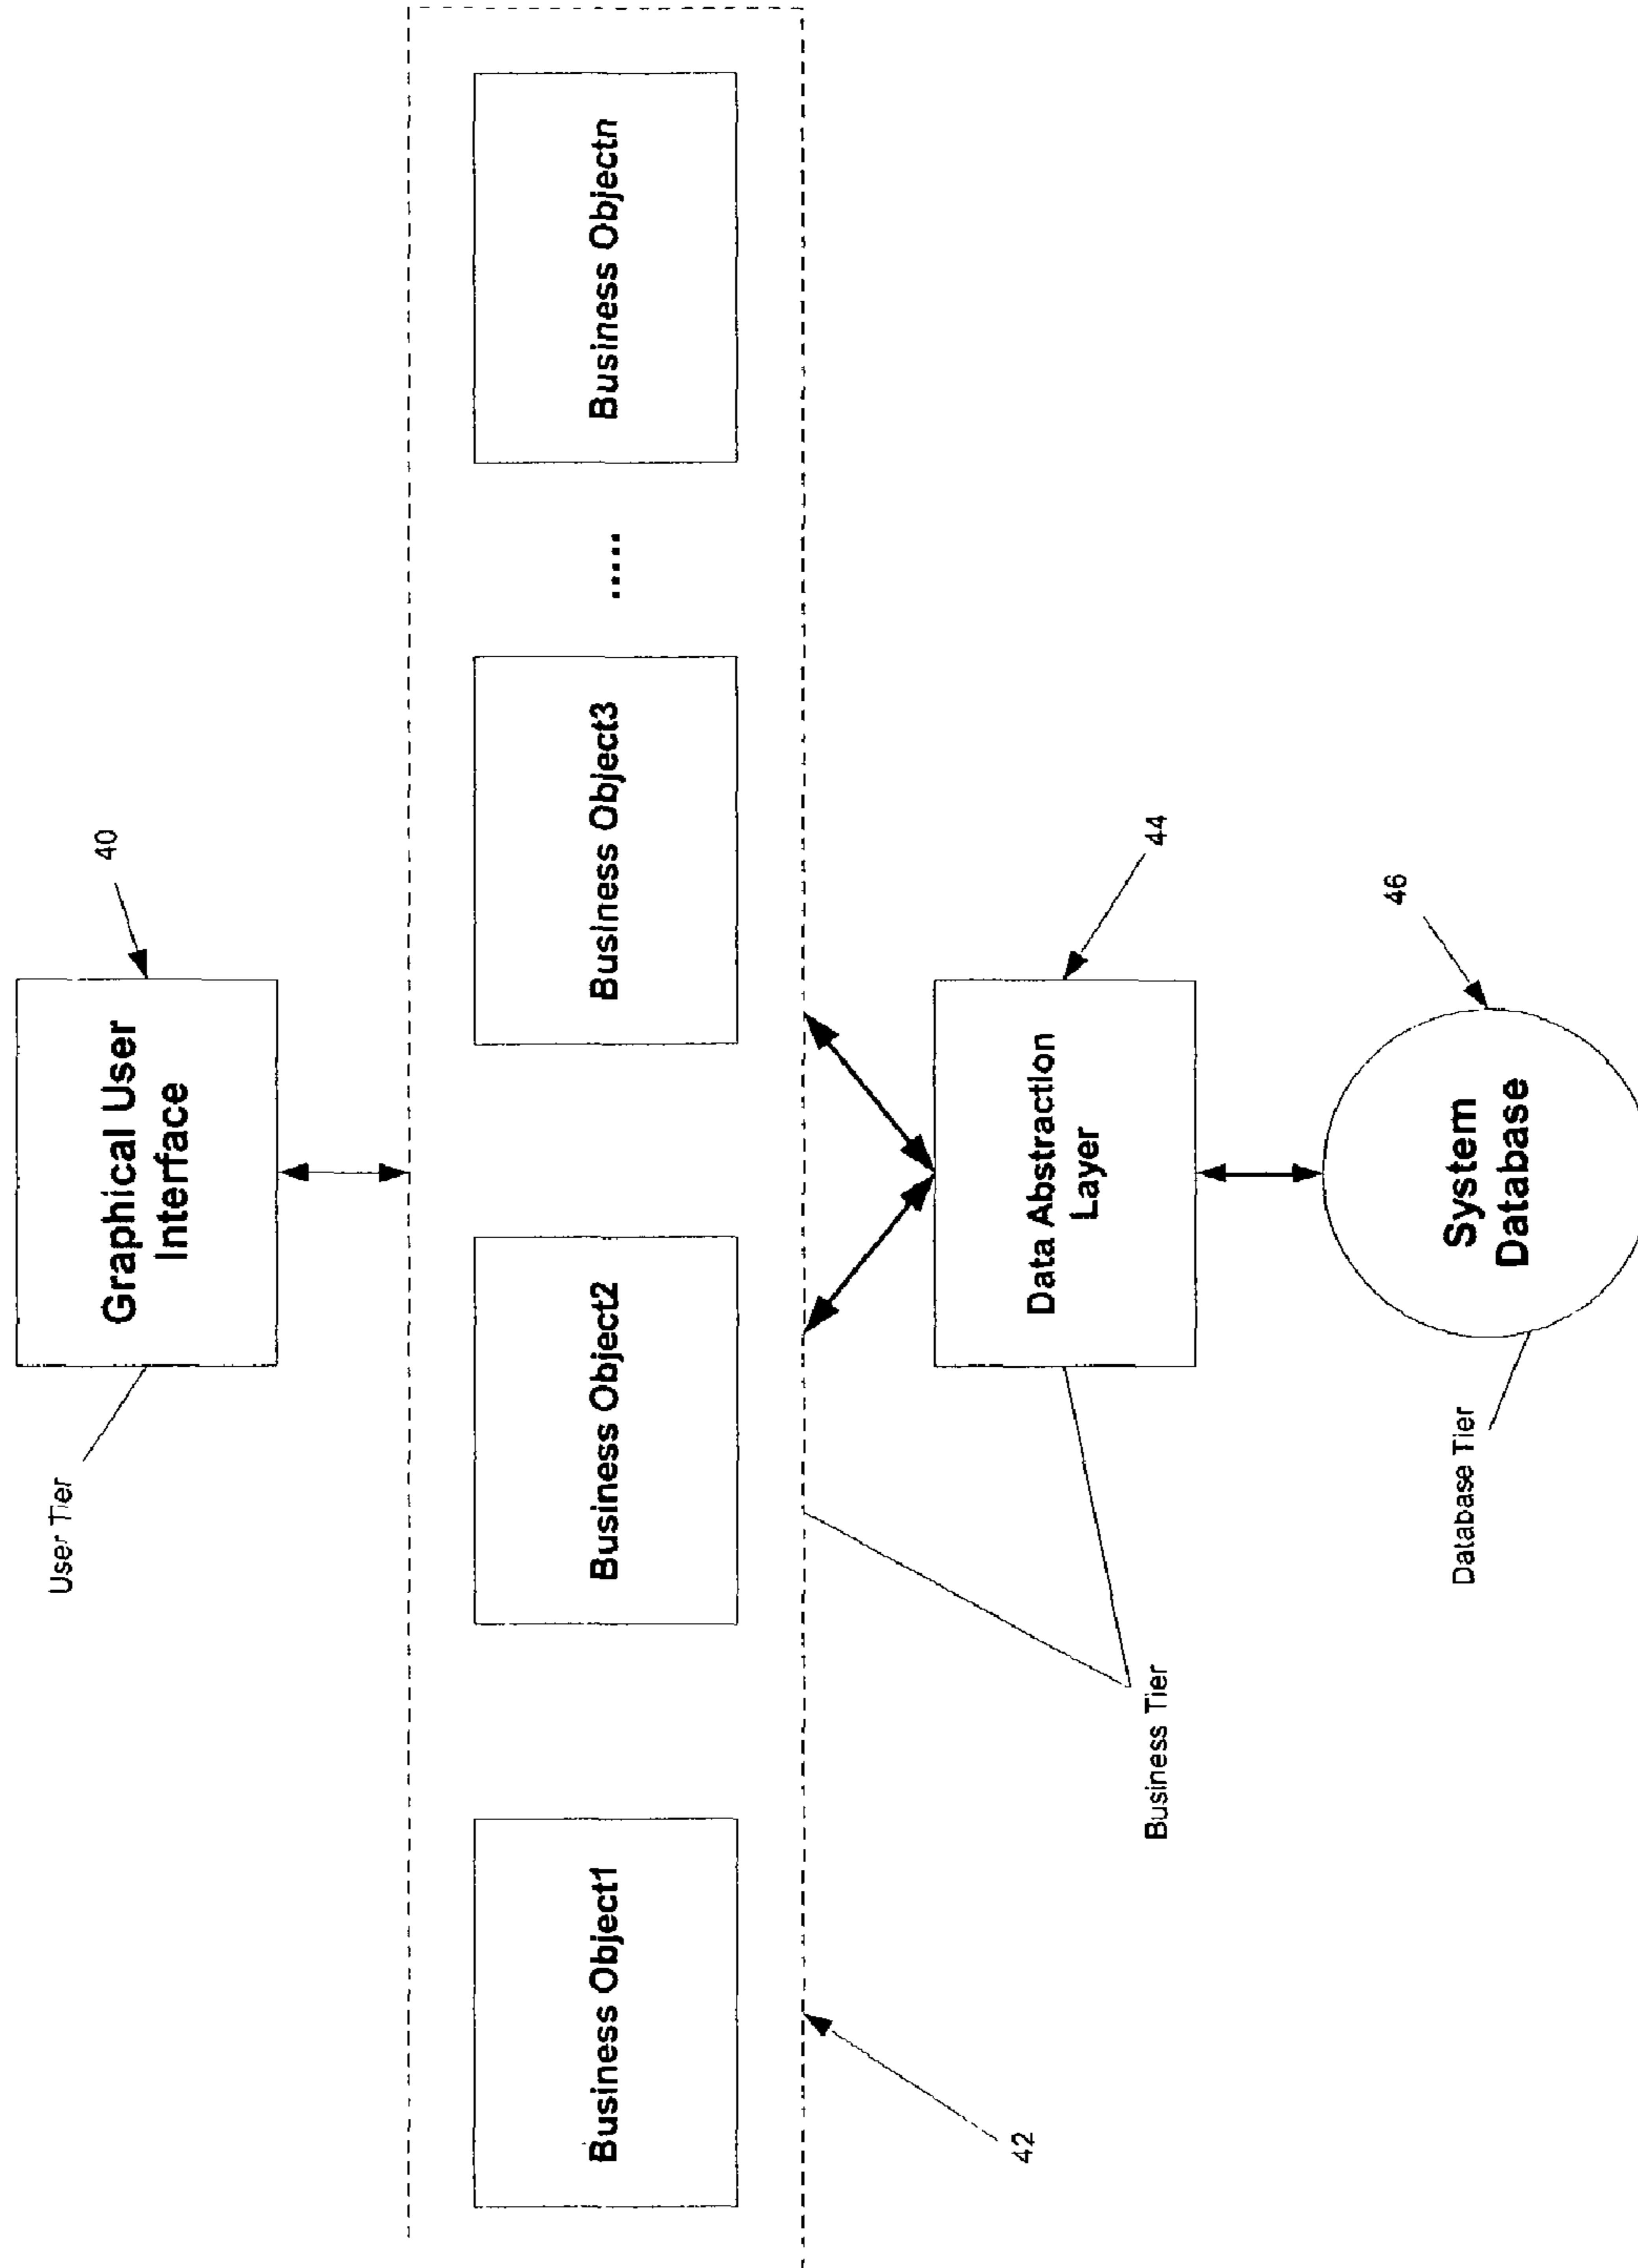 User Tier
Graphical User
Interface
40
Business Object1
Business Object2
Business Object3
.....
Business Objectn
42
Business Tier
Data Abstraction
Layer
44
Database Tier
System
Database
46